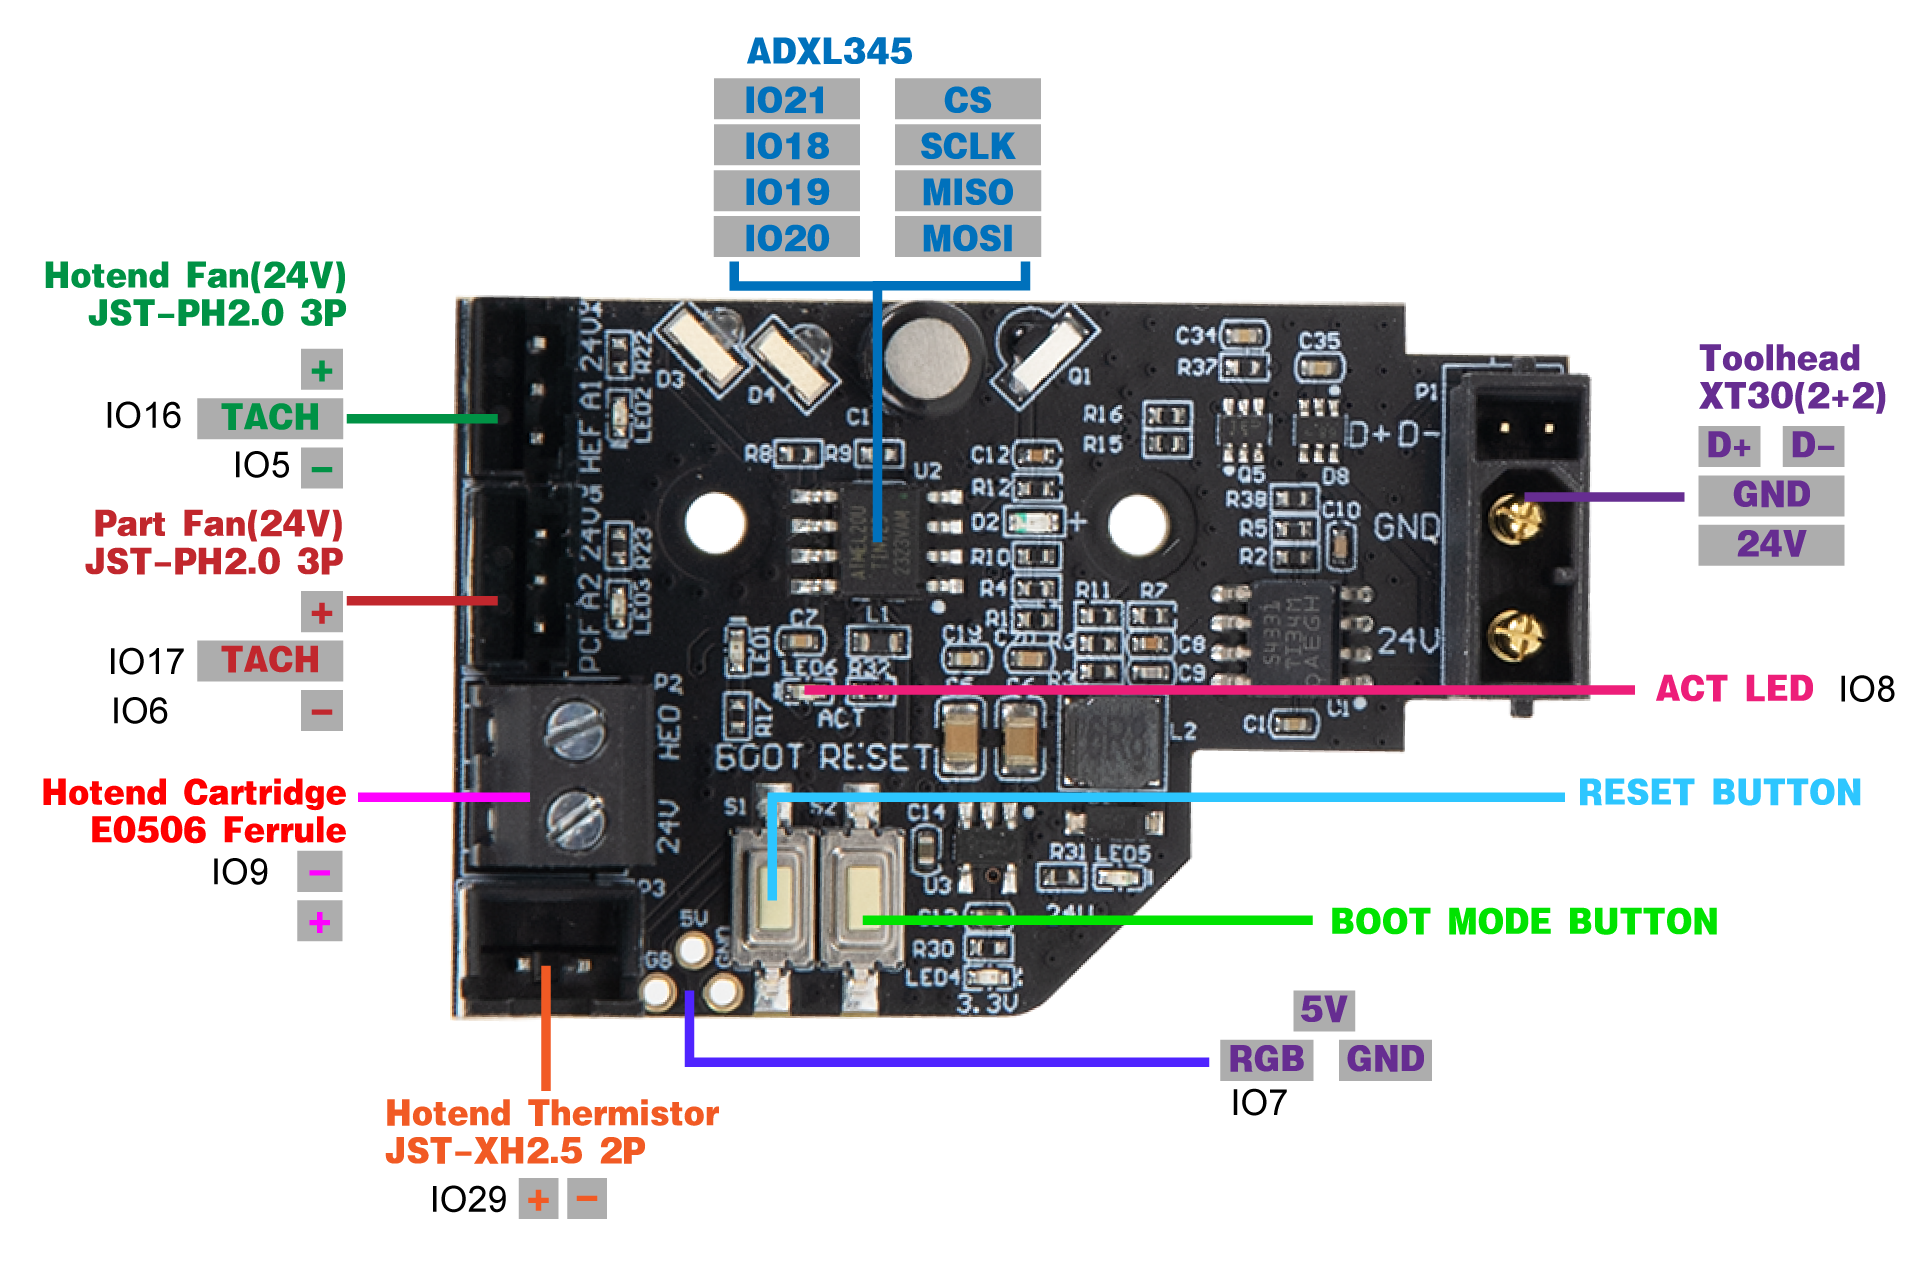 ADXL345
IO21 CS
IO18 SCLK
IO19 MISO
IO20 MOSI
Hotend Fan(24V)
JST-PH2.0 3P
+
IO16 TACH
IO5 −
Part Fan(24V)
JST-PH2.0 3P
+
IO17 TACH
IO6 −
Hotend Cartridge
E0506 Ferrule
IO9 −
+
Hotend Thermistor
JST-XH2.5 2P
IO29 + −
Toolhead
XT30(2+2)
D+ D-
GND
24V
ACT LED IO8
RESET BUTTON
BOOT MODE BUTTON
5V
RGB GND
IO7
HEF A1 24V
R22
LED2
D3
D4
C1
Q1
C34
R37
C35
P1
R16
R15
D+ D-
Q5
D8
R8
R9
U2
C12
R12
D2 +
R10
R4
R1
R38
R5
R2
C10
GND
24V
PCF A2 24V
R23
LED3
ATMEL20U
2323VAM
C7
L1
LED1
LED6
R32
R17
ACT
R11
R7
C8
C9
S4331
TI34M
AEGH
C1
L2
P2
HE0
24V
BOOT RESET
S1
S2
C14
U3
R31
LED5
24V
R30
LED4
3.3V
P3
5V
GND